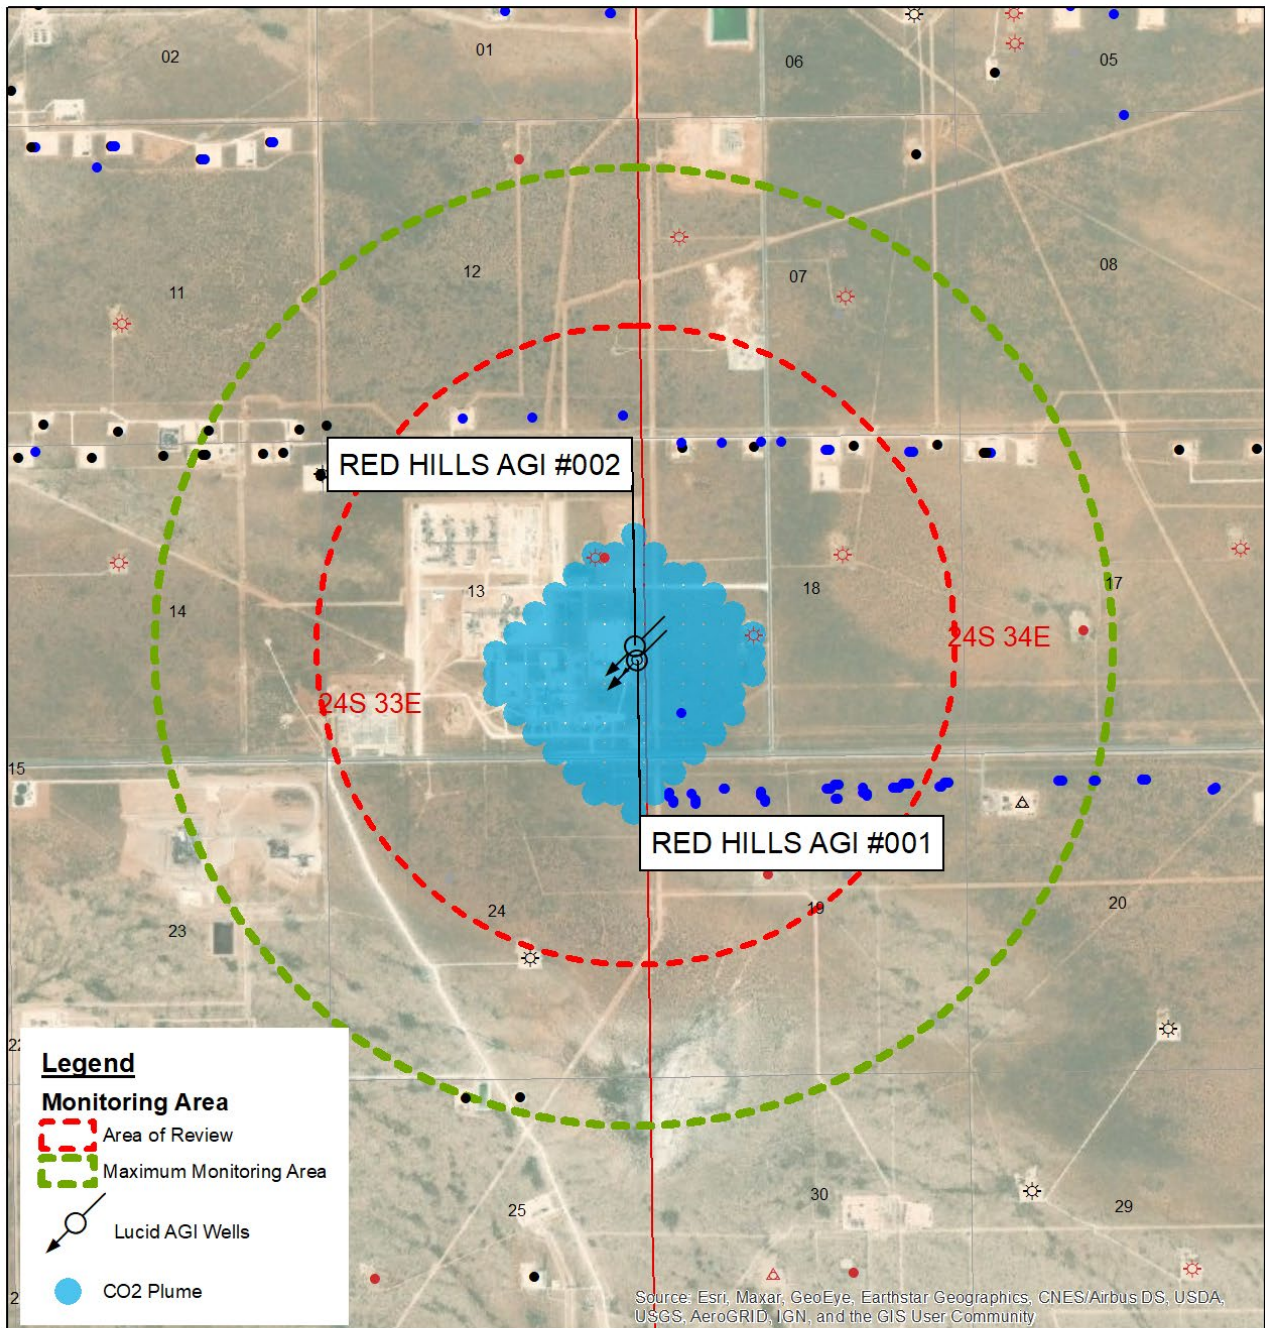 02
01
06
05
11
12
07
08
RED HILLS AGI #002
13
18
17
14
24S 34E
24S 33E
15
RED HILLS AGI #001
24
19
20
23
25
30
29
Legend
Monitoring Area
Area of Review
Maximum Monitoring Area
Lucid AGI Wells
CO2 Plume
Source: Esri, Maxar, GeoEye, Earthstar Geographics, CNES/Airbus DS, USDA,
USGS, AeroGRID, IGN, and the GIS User Community